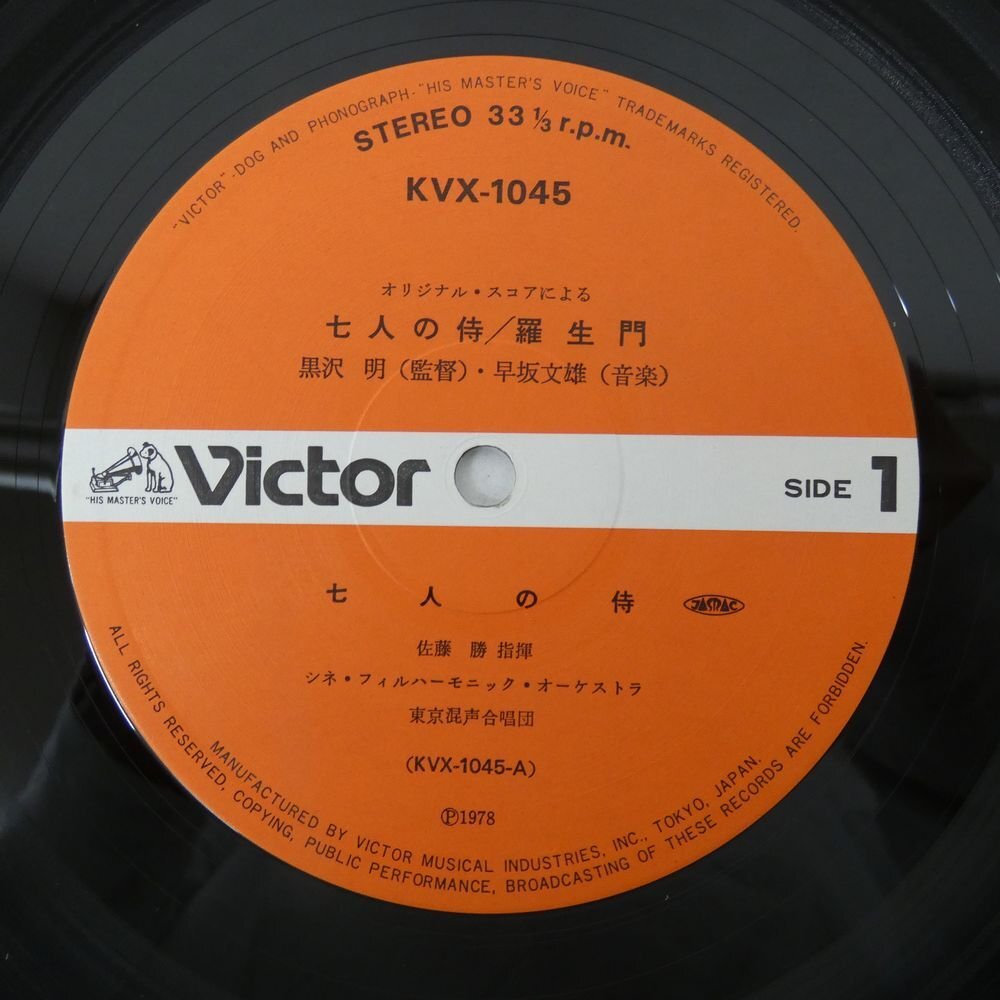 "VICTOR"-DOG AND PHONOGRAPH-"HIS MASTER'S VOICE" TRADEMARKS REGISTERED.
STEREO 33 1/3 r.p.m.
KVX-1045
オリジナル・スコアによる
七人の侍/羅生門
黒沢 明(監督)・早坂文雄(音楽)
"HIS MASTER'S VOICE"
Victor
SIDE 1
七人の侍
JASRAC
佐藤 勝 指揮
シネ・フィルハーモニック・オーケストラ
東京混声合唱団
(KVX-1045-A)
Ⓟ1978
MANUFACTURED BY VICTOR MUSICAL INDUSTRIES, INC., TOKYO, JAPAN.
ALL RIGHTS RESERVED, COPYING, PUBLIC PERFORMANCE, BROADCASTING OF THESE RECORDS ARE FORBIDDEN.